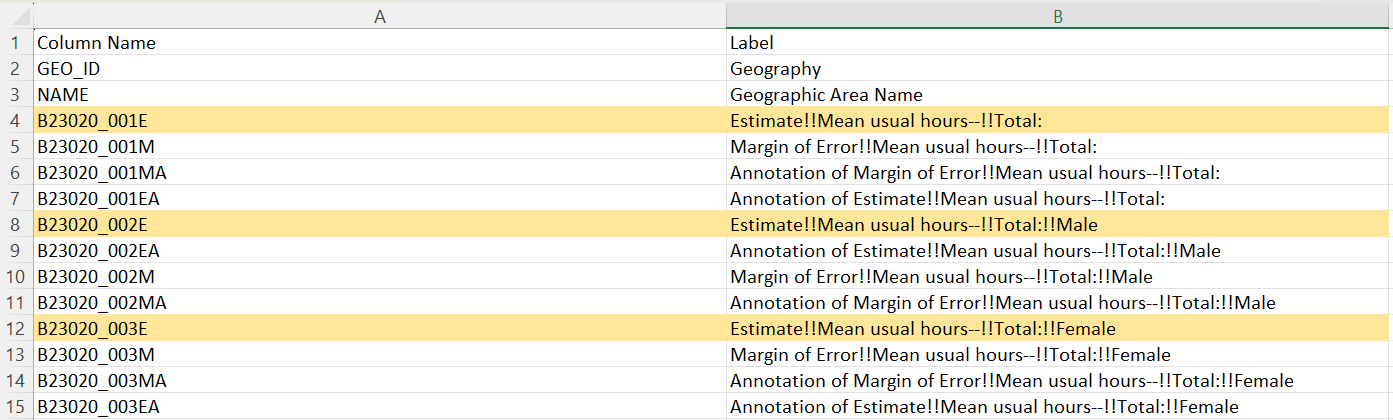 A B
1 Column Name Label
2 GEO_ID Geography
3 NAME Geographic Area Name
4 B23020_001E Estimate!!Mean usual hours--!!Total:
5 B23020_001M Margin of Error!!Mean usual hours--!!Total:
6 B23020_001MA Annotation of Margin of Error!!Mean usual hours--!!Total:
7 B23020_001EA Annotation of Estimate!!Mean usual hours--!!Total:
8 B23020_002E Estimate!!Mean usual hours--!!Total:!!Male
9 B23020_002EA Annotation of Estimate!!Mean usual hours--!!Total:!!Male
10 B23020_002M Margin of Error!!Mean usual hours--!!Total:!!Male
11 B23020_002MA Annotation of Margin of Error!!Mean usual hours--!!Total:!!Male
12 B23020_003E Estimate!!Mean usual hours--!!Total:!!Female
13 B23020_003M Margin of Error!!Mean usual hours--!!Total:!!Female
14 B23020_003MA Annotation of Margin of Error!!Mean usual hours--!!Total:!!Female
15 B23020_003EA Annotation of Estimate!!Mean usual hours--!!Total:!!Female